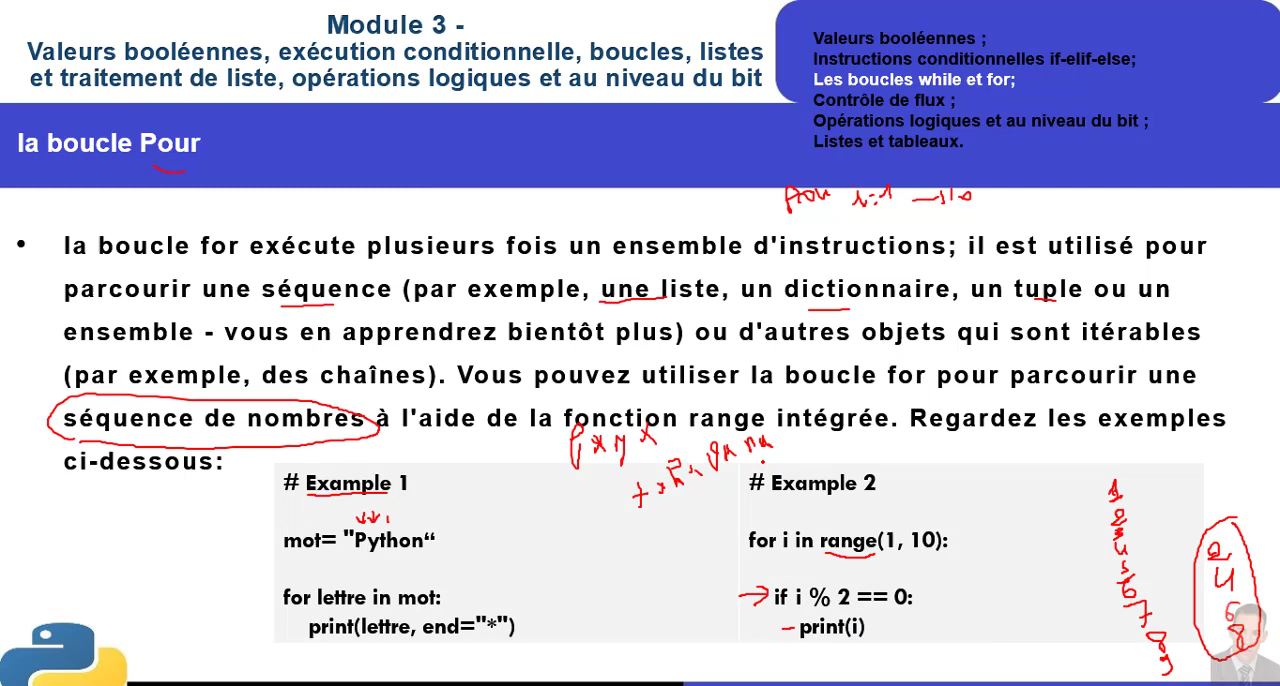 Module 3 -
Valeurs booléennes, exécution conditionnelle, boucles, listes
et traitement de liste, opérations logiques et au niveau du bit
Valeurs booléennes ;
Instructions conditionnelles if-elif-else;
Les boucles while et for;
Contrôle de flux ;
Opérations logiques et au niveau du bit ;
Listes et tableaux.
la boucle Pour
• la boucle for exécute plusieurs fois un ensemble d'instructions; il est utilisé pour
parcourir une séquence (par exemple, une liste, un dictionnaire, un tuple ou un
ensemble - vous en apprendrez bientôt plus) ou d'autres objets qui sont itérables
(par exemple, des chaînes). Vous pouvez utiliser la boucle for pour parcourir une
séquence de nombres à l'aide de la fonction range intégrée. Regardez les exemples
ci-dessous:
# Example 1
mot= "Python“
for lettre in mot:
print(lettre, end="*")
# Example 2
for i in range(1, 10):
if i % 2 == 0:
print(i)
2
4
6
8